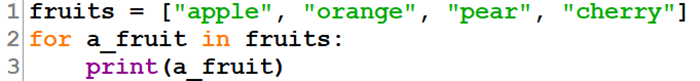 1 fruits = ["apple", "orange", "pear", "cherry"]
2 for a_fruit in fruits:
3     print(a_fruit)